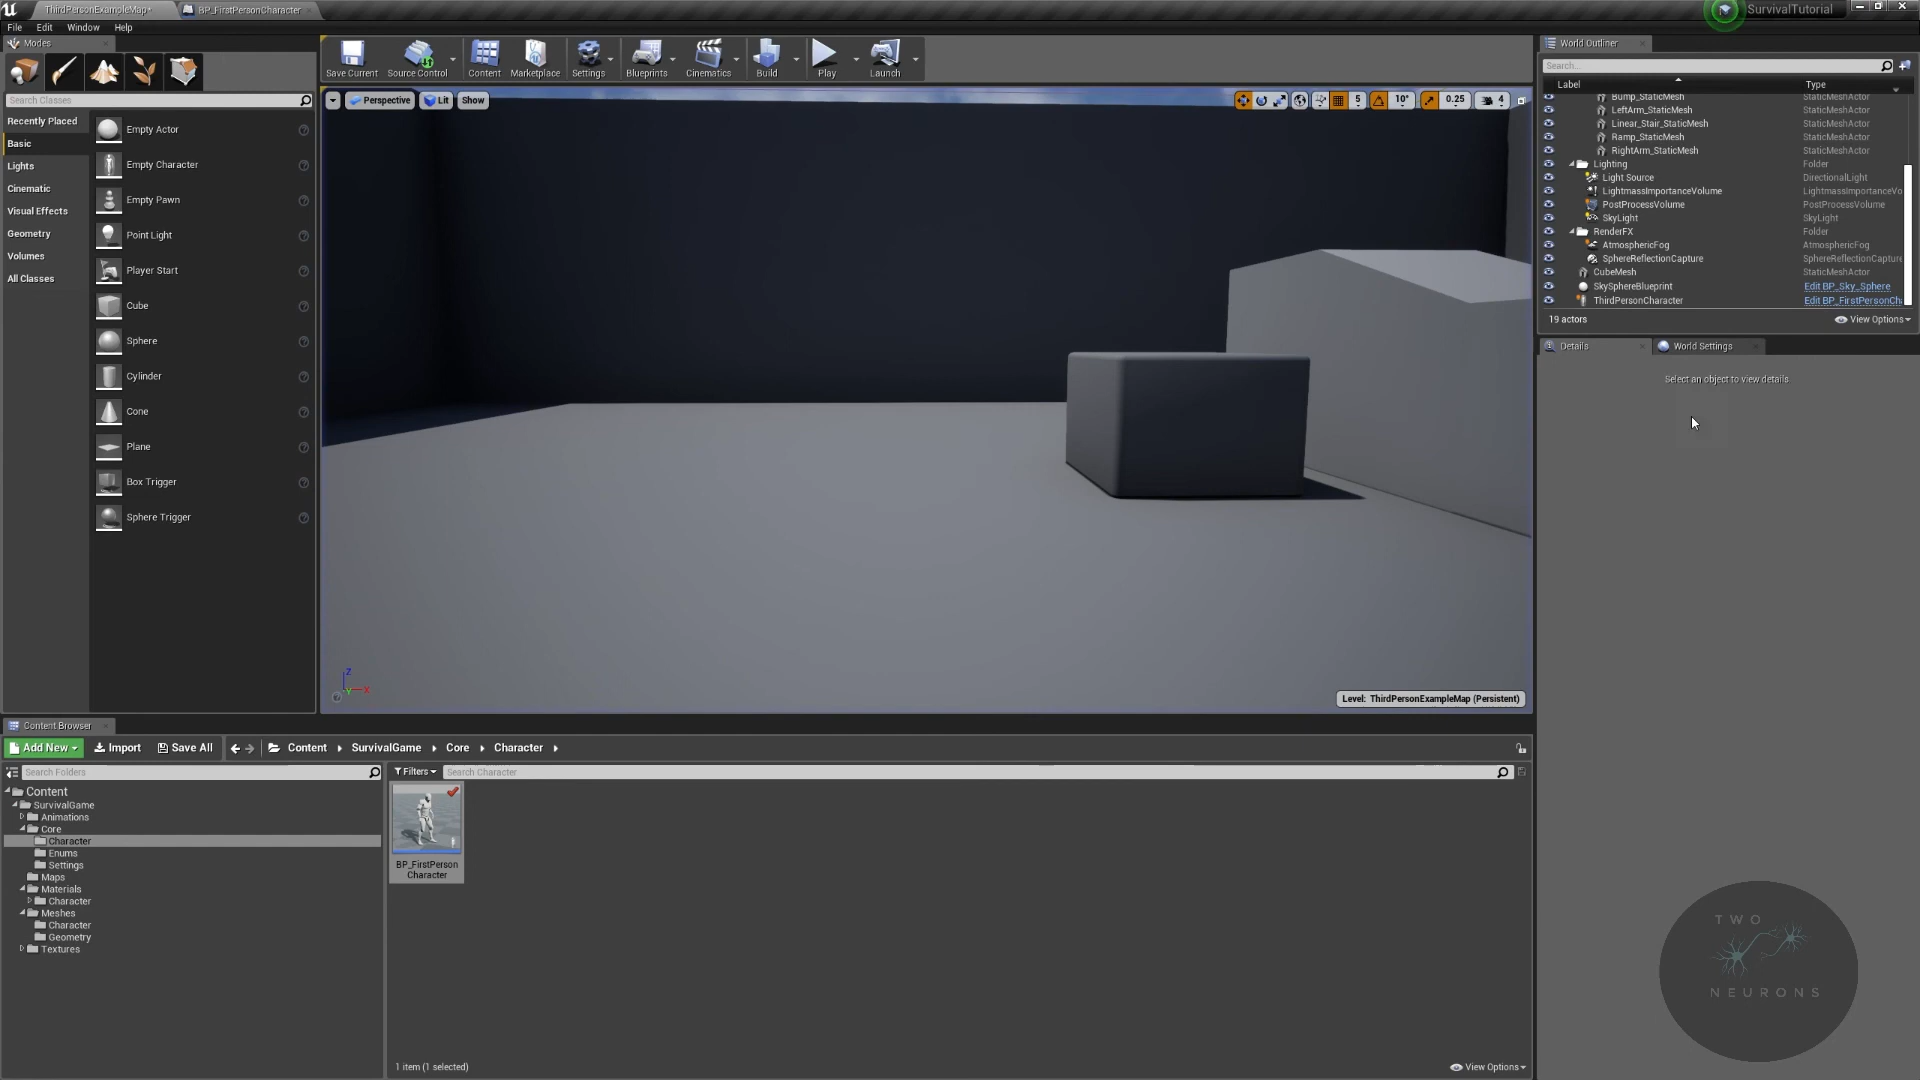 ThirdPersonExampleMap*
BP_FirstPersonCharacter
SurvivalTutorial
File Edit Window Help
Modes
Search Classes
Recently Placed
Basic
Lights
Cinematic
Visual Effects
Geometry
Volumes
All Classes
Empty Actor
Empty Character
Empty Pawn
Point Light
Player Start
Cube
Sphere
Cylinder
Cone
Plane
Box Trigger
Sphere Trigger
Save Current Source Control Content Marketplace Settings Blueprints Cinematics Build Play Launch
Perspective Lit Show
5 10° 0.25 4
Z
X
Level: ThirdPersonExampleMap (Persistent)
World Outliner
Search...
Label Type
Bump_StaticMesh StaticMeshActor
LeftArm_StaticMesh StaticMeshActor
Linear_Stair_StaticMesh StaticMeshActor
Ramp_StaticMesh StaticMeshActor
RightArm_StaticMesh StaticMeshActor
Lighting Folder
Light Source DirectionalLight
LightmassImportanceVolume LightmassImportanceVo
PostProcessVolume PostProcessVolume
SkyLight SkyLight
RenderFX Folder
AtmosphericFog AtmosphericFog
SphereReflectionCapture SphereReflectionCapture
CubeMesh StaticMeshActor
SkySphereBlueprint Edit BP_Sky_Sphere
ThirdPersonCharacter Edit BP_FirstPersonCha
19 actors View Options
Details World Settings
Select an object to view details
Content Browser
Add New Import Save All Content SurvivalGame Core Character
Search Folders
Filters Search Character
Content
SurvivalGame
Animations
Core
Character
Enums
Settings
Maps
Materials
Character
Meshes
Character
Geometry
Textures
BP_FirstPerson
Character
1 item (1 selected) View Options
TWO
NEURONS